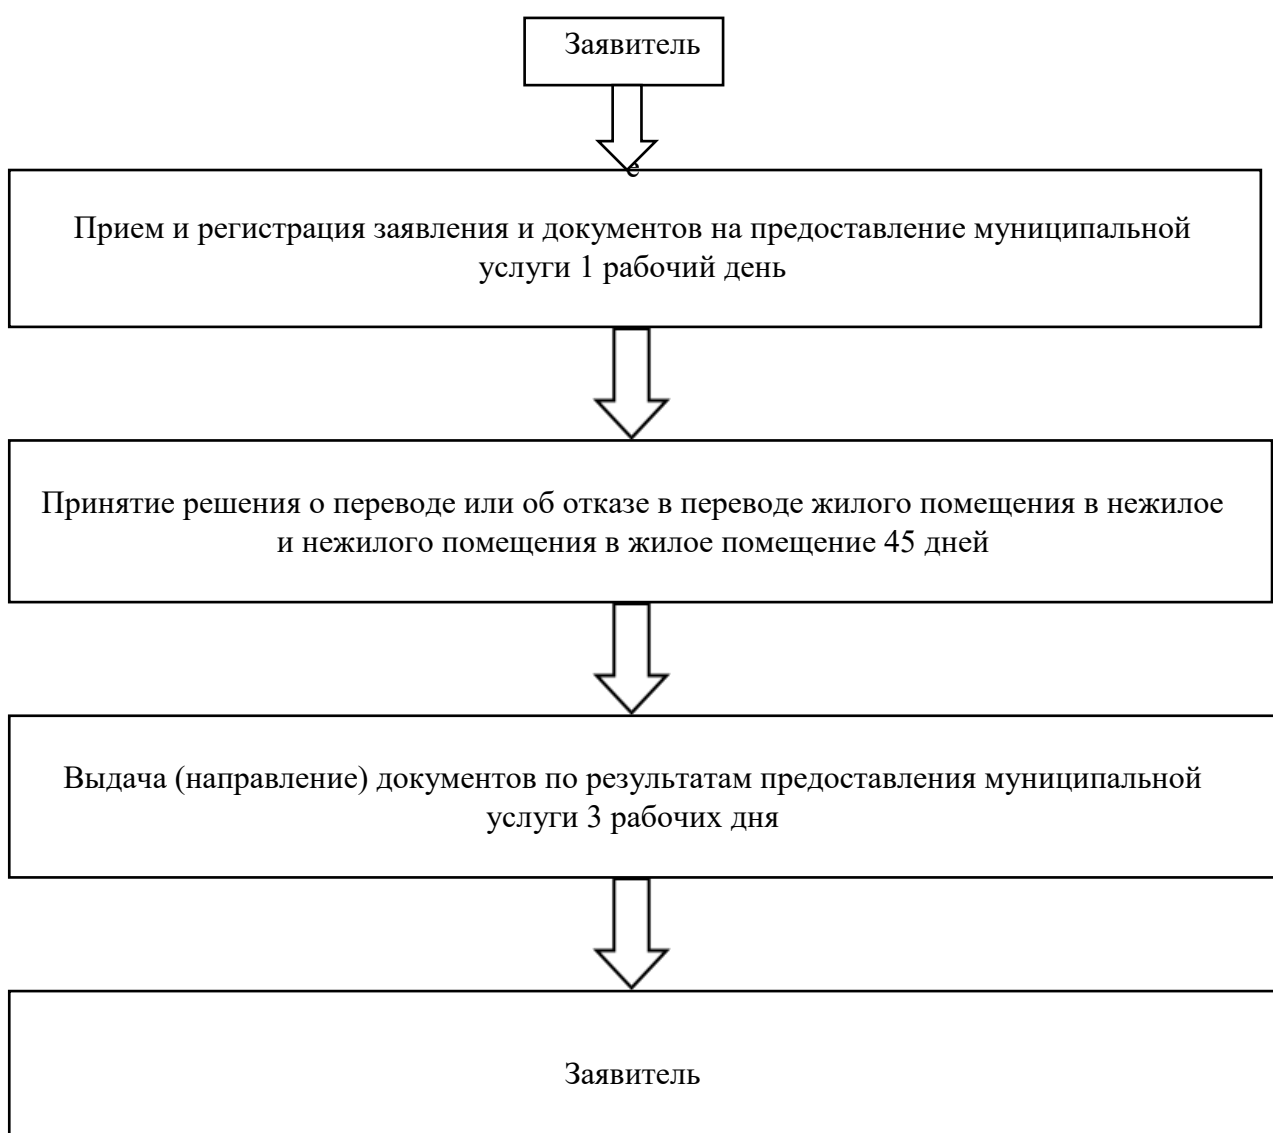 Заявитель
е
Прием и регистрация заявления и документов на предоставление муниципальной
услуги 1 рабочий день
Принятие решения о переводе или об отказе в переводе жилого помещения в нежилое
и нежилого помещения в жилое помещение 45 дней
Выдача (направление) документов по результатам предоставления муниципальной
услуги 3 рабочих дня
Заявитель